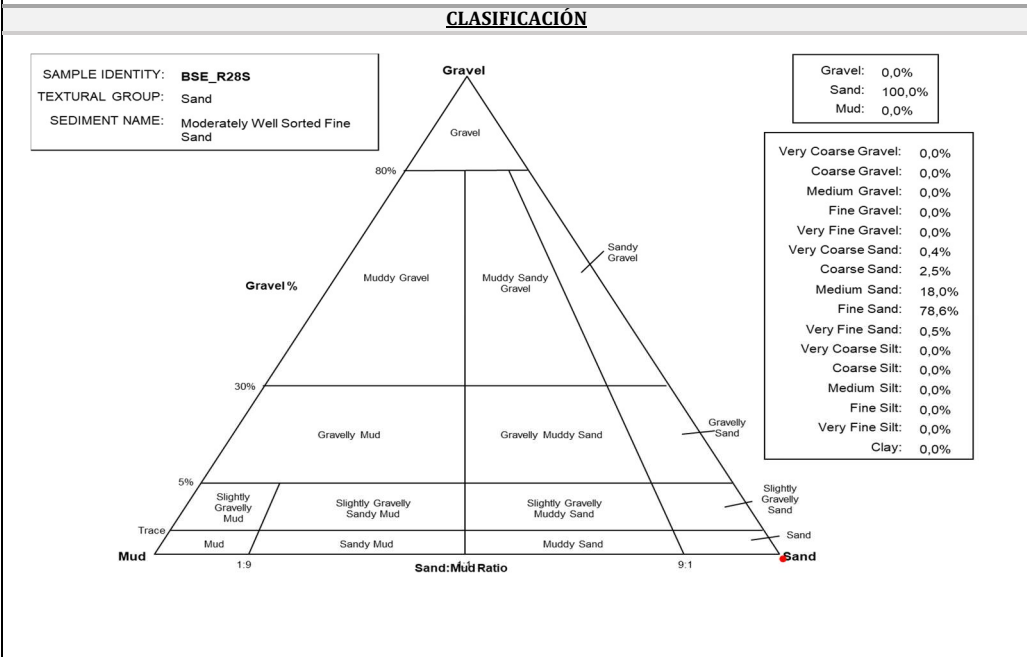 CLASIFICACIÓN
SAMPLE IDENTITY: BSE_R28S
TEXTURAL GROUP: Sand
SEDIMENT NAME: Moderately Well Sorted Fine
Sand
Gravel
Gravel
80%
Muddy Gravel
Muddy Sandy
Gravel
Sandy
Gravel
Gravel %
30%
Gravelly Mud
Gravelly Muddy Sand
Gravelly
Sand
5%
Slightly
Gravelly
Mud
Slightly Gravelly
Sandy Mud
Slightly Gravelly
Muddy Sand
Slightly
Gravelly
Sand
Trace
Mud
Sandy Mud
Muddy Sand
Sand
Mud
Sand
1:9
Sand:Mud Ratio
9:1
Gravel: 0,0%
Sand: 100,0%
Mud: 0,0%
Very Coarse Gravel: 0,0%
Coarse Gravel: 0,0%
Medium Gravel: 0,0%
Fine Gravel: 0,0%
Very Fine Gravel: 0,0%
Very Coarse Sand: 0,4%
Coarse Sand: 2,5%
Medium Sand: 18,0%
Fine Sand: 78,6%
Very Fine Sand: 0,5%
Very Coarse Silt: 0,0%
Coarse Silt: 0,0%
Medium Silt: 0,0%
Fine Silt: 0,0%
Very Fine Silt: 0,0%
Clay: 0,0%